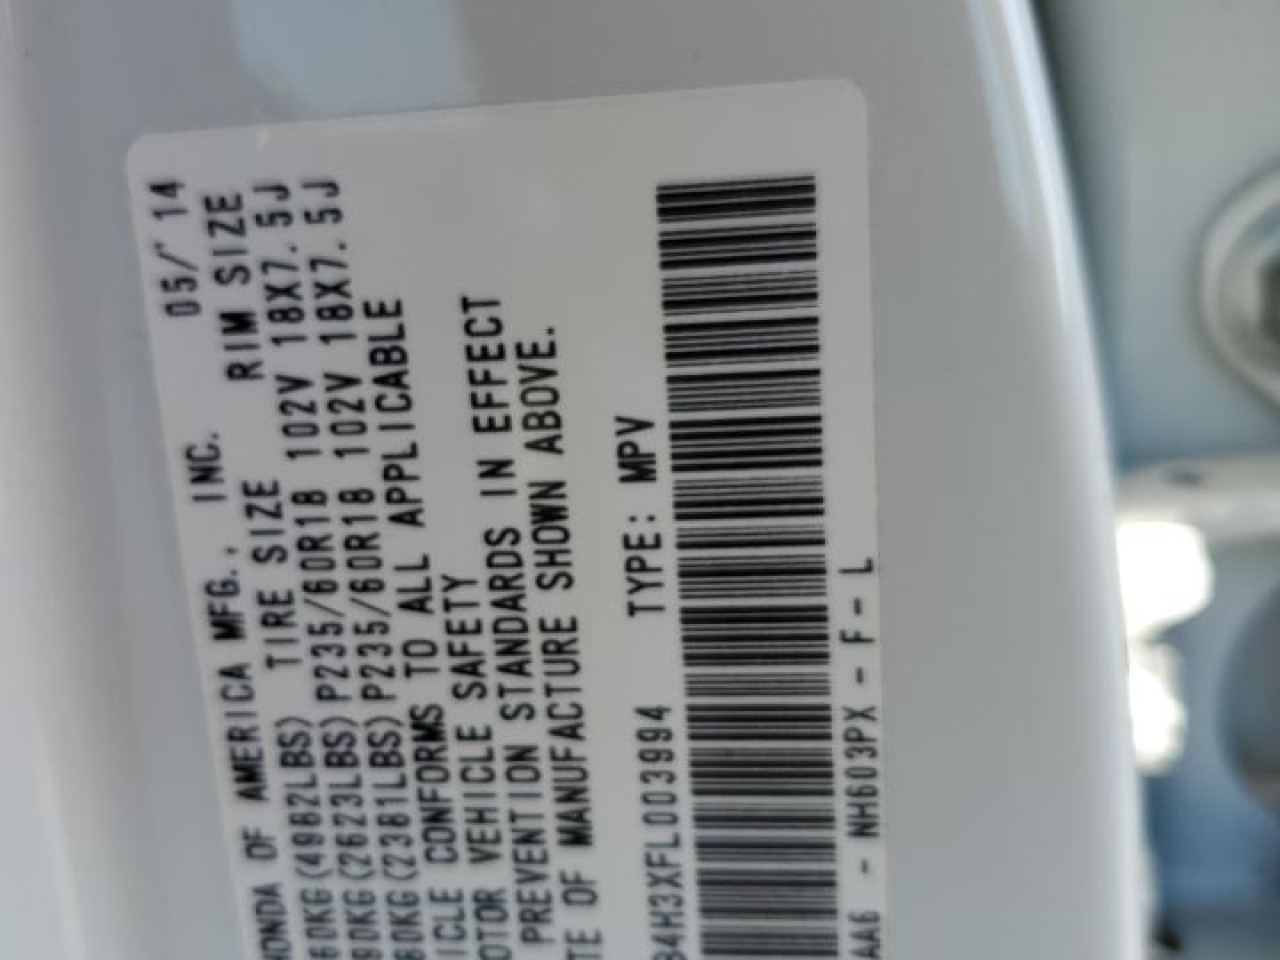 HONDA OF AMERICA MFG., INC. 05/'14
TIRE SIZE RIM SIZE
60KG(4982LBS) P235/60R18 102V 18X7.5J
90KG(2623LBS) P235/60R18 102V 18X7.5J
80KG(2381LBS)
ICLE CONFORMS TO ALL APPLICABLE
OTOR VEHICLE SAFETY
PREVENTION STANDARDS IN EFFECT
TE OF MANUFACTURE SHOWN ABOVE.
B4H3XFL003994 TYPE: MPV
AA6 - NH603PX - F - L